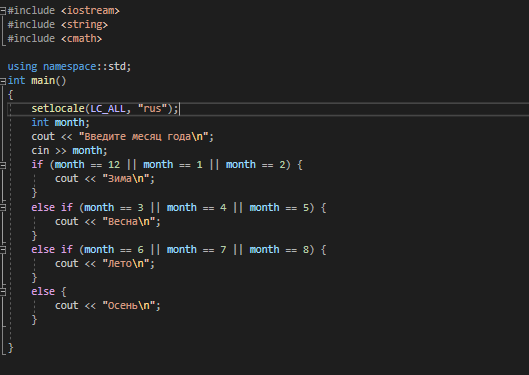 #include <iostream>
#include <string>
#include <cmath>
using namespace::std;
int main()
{
setlocale(LC_ALL, "rus");
int month;
cout << "Введите месяц года\n";
cin >> month;
if (month == 12 || month == 1 || month == 2) {
cout << "Зима\n";
}
else if (month == 3 || month == 4 || month == 5) {
cout << "Весна\n";
}
else if (month == 6 || month == 7 || month == 8) {
cout << "Лето\n";
}
else {
cout << "Осень\n";
}
}